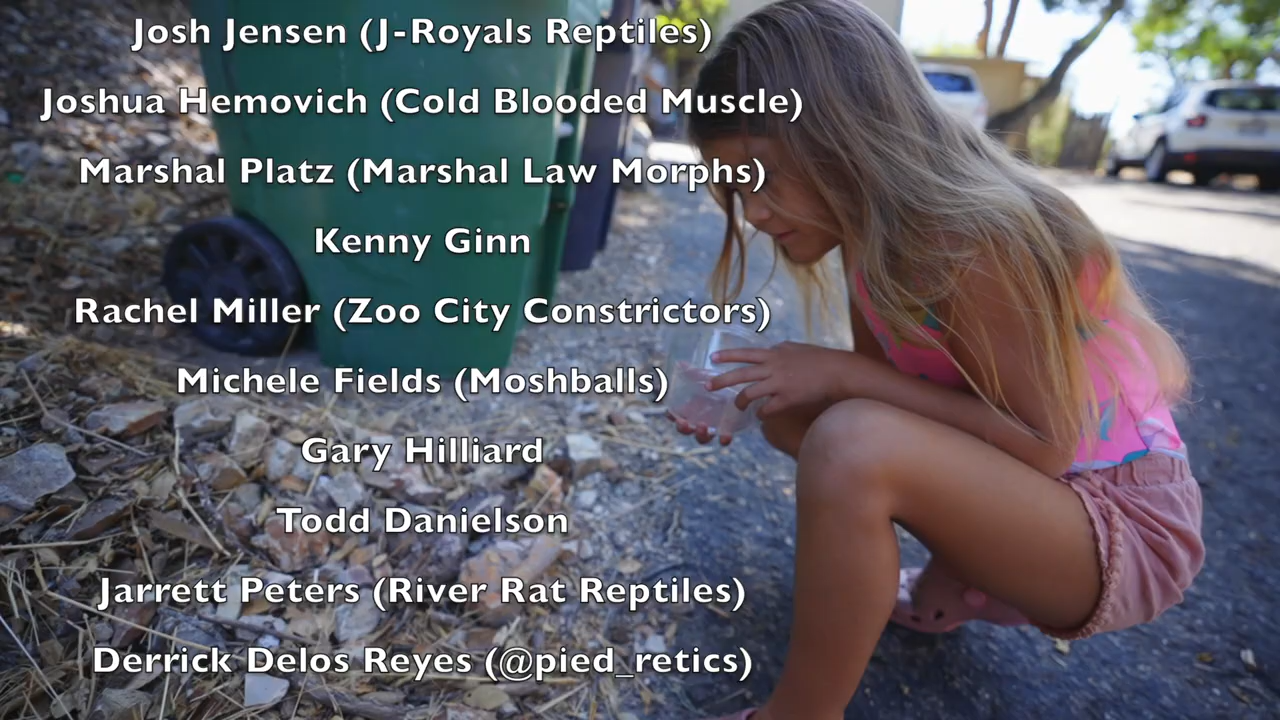 Josh Jensen (J-Royals Reptiles)
Joshua Hemovich (Cold Blooded Muscle)
Marshal Platz (Marshal Law Morphs)
Kenny Ginn
Rachel Miller (Zoo City Constrictors)
Michele Fields (Moshballs)
Gary Hilliard
Todd Danielson
Jarrett Peters (River Rat Reptiles)
Derrick Delos Reyes (@pied_retics)